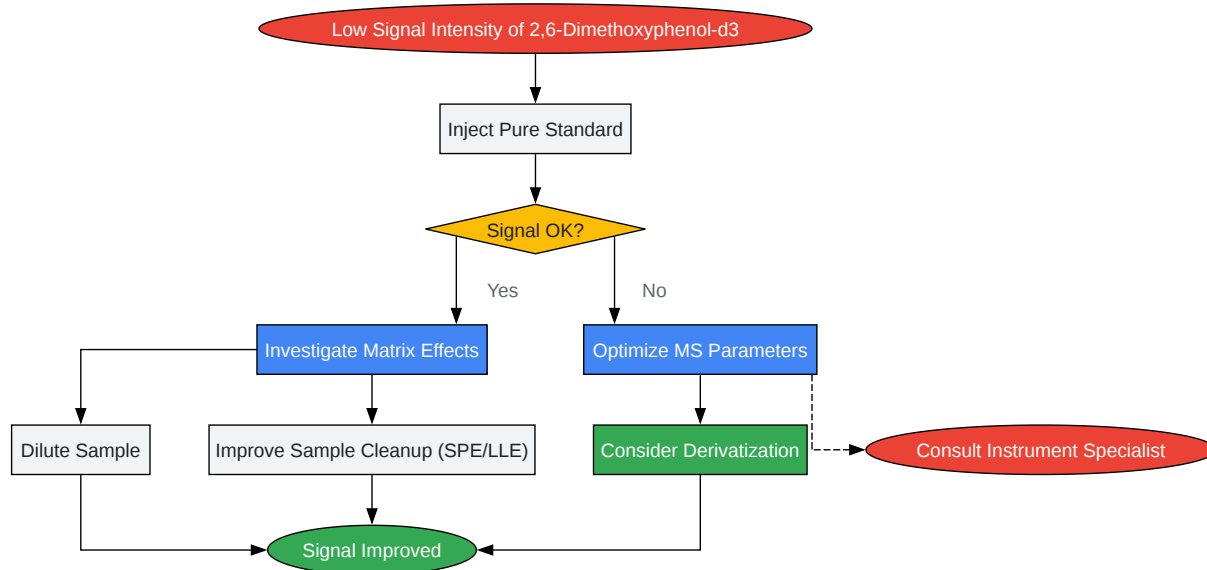 Low Signal Intensity of 2,6-Dimethoxyphenol-d3
Inject Pure Standard
Signal OK?
Yes
No
Investigate Matrix Effects
Optimize MS Parameters
Dilute Sample
Improve Sample Cleanup (SPE/LLE)
Consider Derivatization
Consult Instrument Specialist
Signal Improved